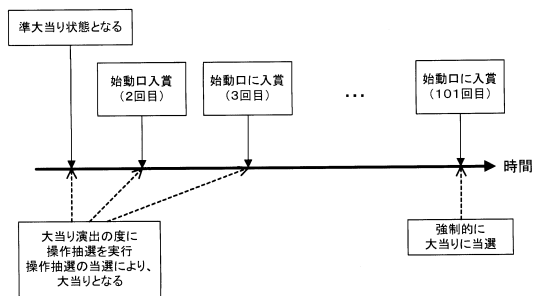 準大当り状態となる
始動口入賞
(2回目)
始動口に入賞
(3回目)
…
始動口に入賞
(101回目)
時間
大当り演出の度に
操作抽選を実行
操作抽選の当選により、
大当りとなる
強制的に
大当りに当選